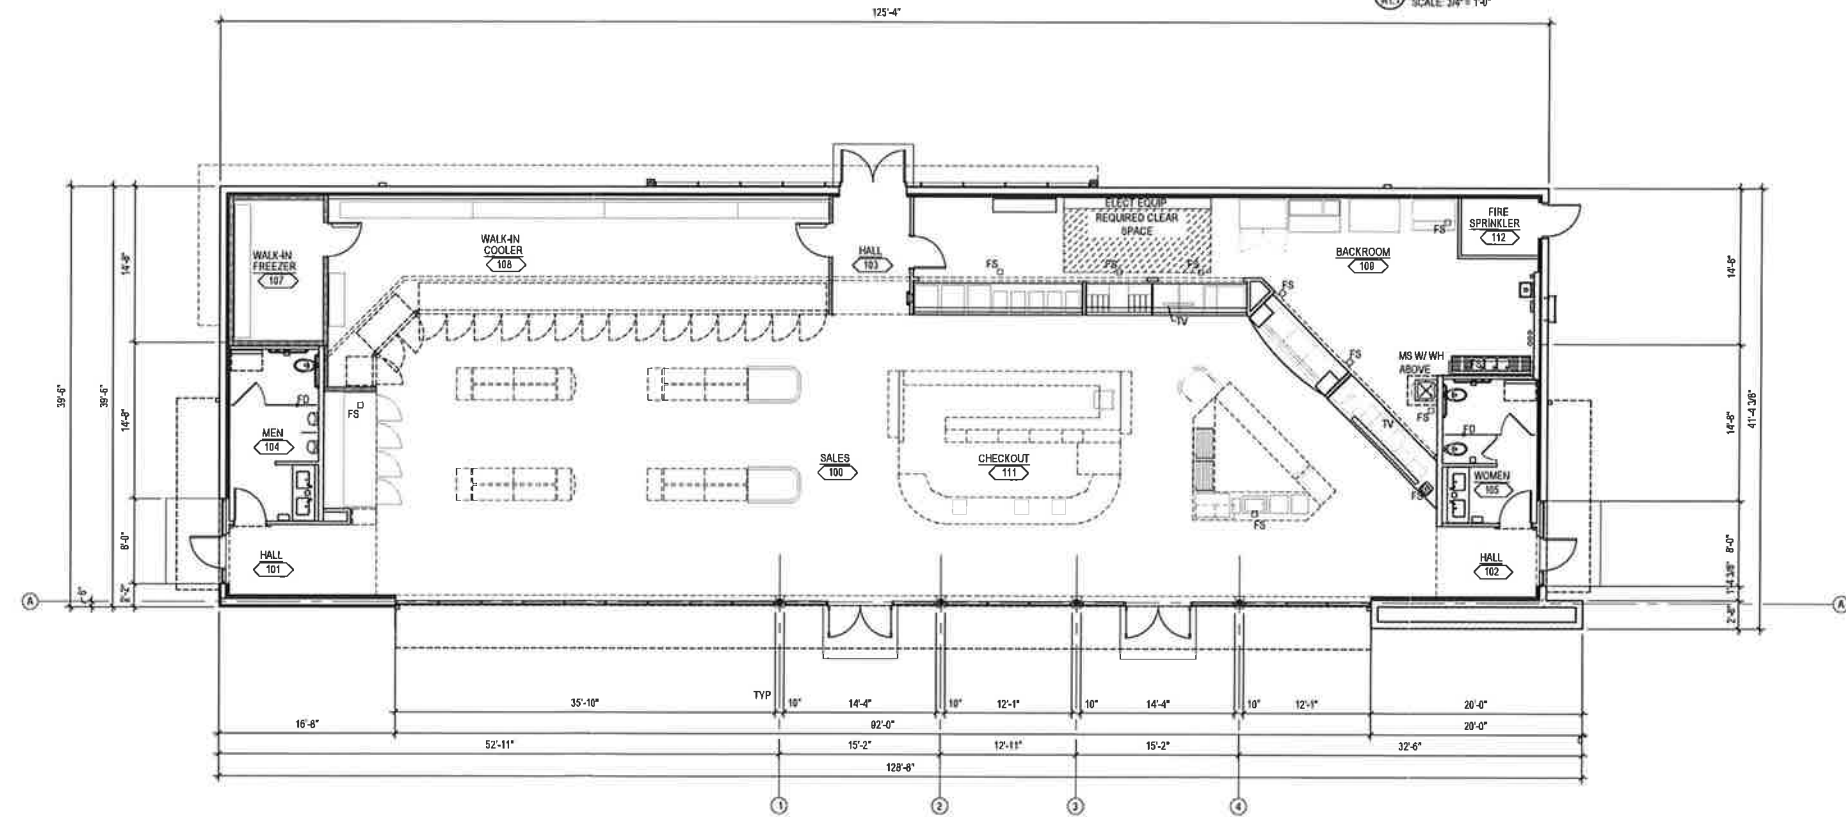 A1.1
SCALE: 3/4" = 1'-0"
125'-4"
ELECT EQUIP
REQUIRED CLEAR
SPACE
FIRE
SPRINKLER
112
FS
WALK-IN
COOLER
108
HALL
103
BACKROOM
109
WALK-IN
FREEZER
107
FS
FS
FS
FS
TV
FS
MS W/ WH
ABOVE
FS
FD
FS
MEN
104
SALES
100
CHECKOUT
111
TV
FD
WOMEN
105
FS
FS
FS
HALL
101
HALL
102
39'-6"
39'-6"
14'-8"
14'-8"
8'-0"
2'-2"
6"
14'-8"
14'-8"
8'-0"
1'-4 3/8"
2'-8"
41'-4 3/8"
A
A
TYP
35'-10"
10"
14'-4"
10"
12'-1"
10"
14'-4"
10"
12'-1"
20'-0"
16'-8"
92'-0"
20'-0"
52'-11"
15'-2"
12'-11"
15'-2"
32'-6"
128'-8"
1
2
3
4